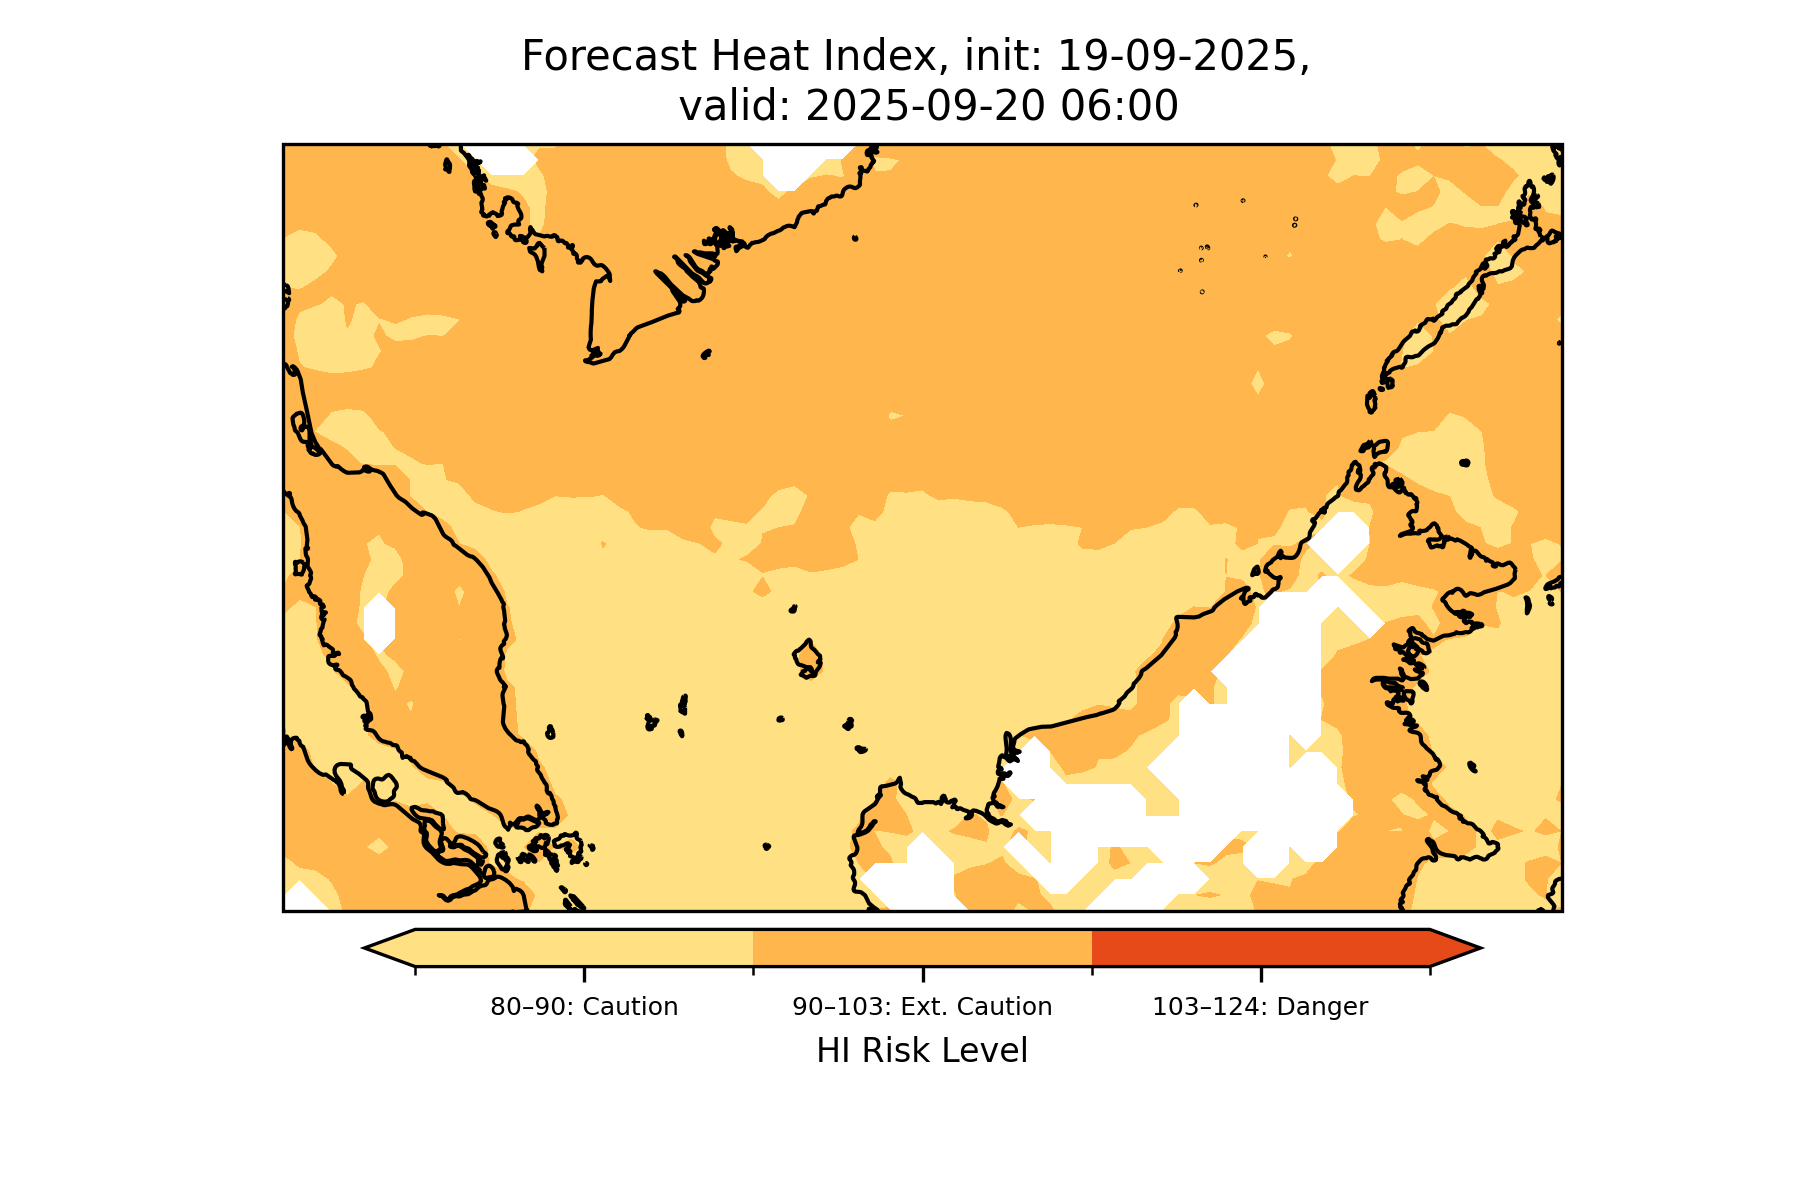 Forecast Heat Index, init: 19-09-2025,
valid: 2025-09-20 06:00
80–90: Caution
90–103: Ext. Caution
103–124: Danger
HI Risk Level